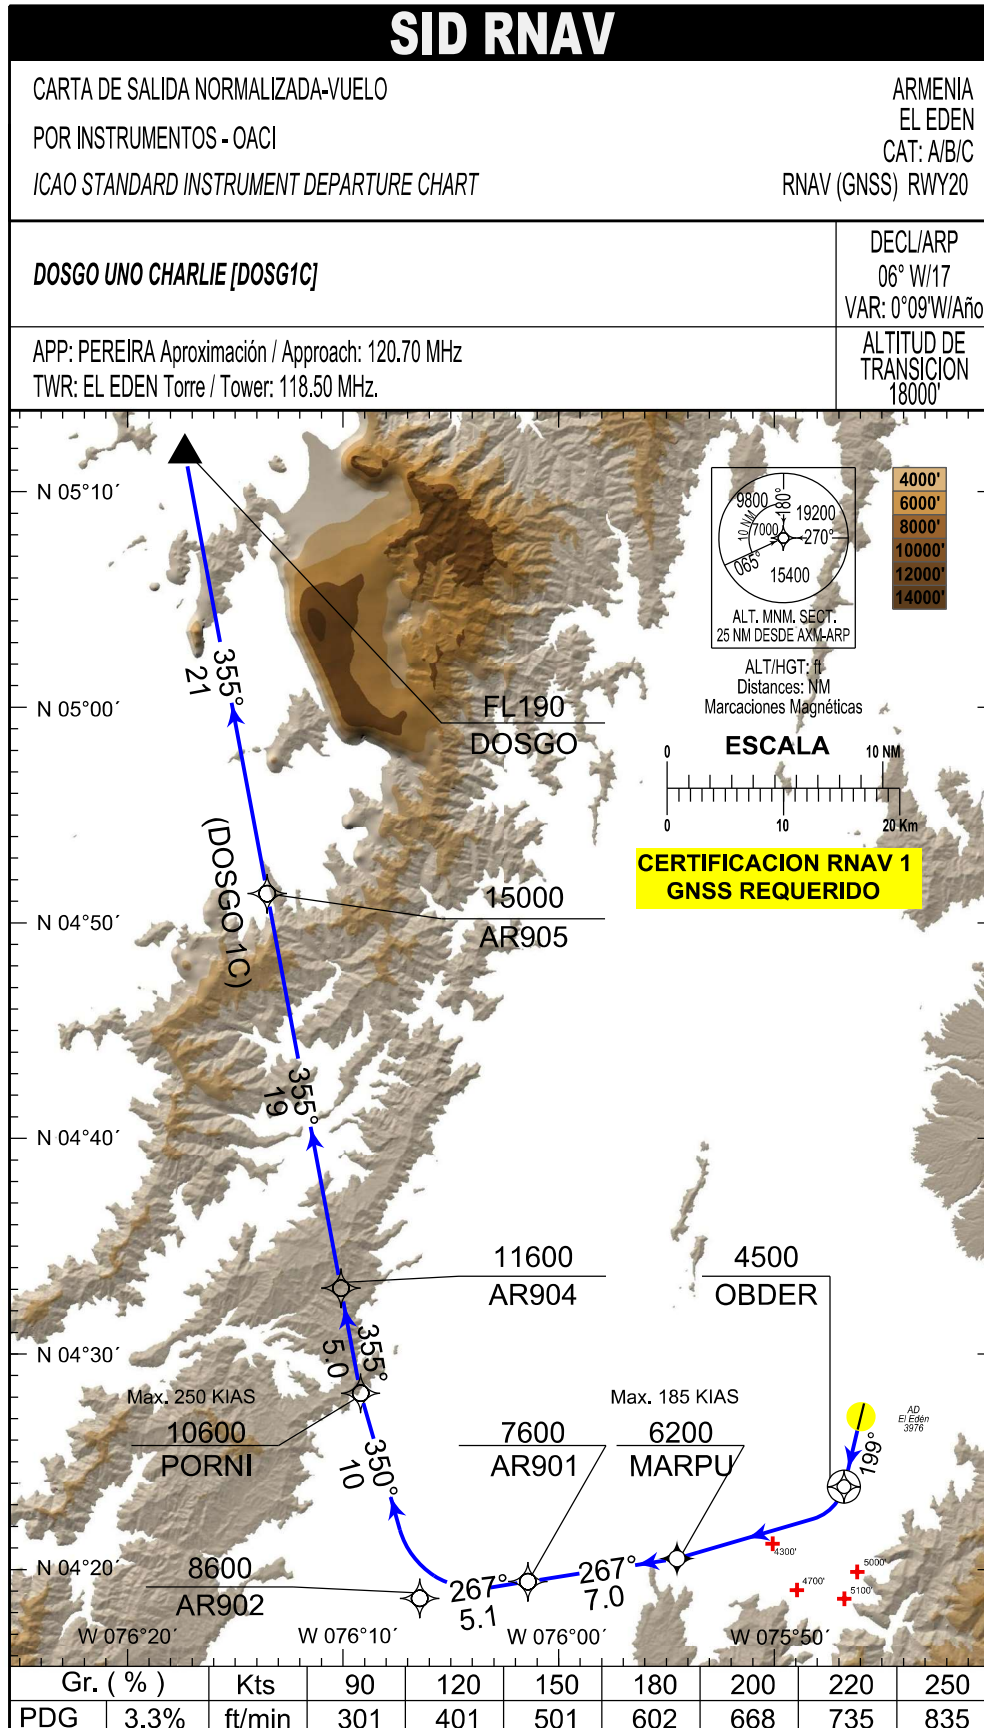 SID RNAV
CARTA DE SALIDA NORMALIZADA-VUELO
POR INSTRUMENTOS - OACI
ICAO STANDARD INSTRUMENT DEPARTURE CHART
ARMENIA
EL EDEN
CAT: A/B/C
RNAV (GNSS) RWY20
DOSGO UNO CHARLIE [DOSG1C]
DECL/ARP
06° W/17
VAR: 0°09'W/Año
APP: PEREIRA Aproximación / Approach: 120.70 MHz
TWR: EL EDEN Torre / Tower: 118.50 MHz.
ALTITUD DE
TRANSICION
18000'
N 05°10´
9800
180°
19200
10 NM
7000
270°
065°
15400
ALT. MNM. SECT.
25 NM DESDE AXM-ARP
4000'
6000'
8000'
10000'
12000'
14000'
ALT/HGT: ft
Distances: NM
Marcaciones Magnéticas
355°
21
N 05°00´
FL190
DOSGO
ESCALA
0
10 NM
0
10
20 Km
CERTIFICACION RNAV 1
GNSS REQUERIDO
(DOSGO 1C)
15000
AR905
N 04°50´
355°
19
N 04°40´
11600
AR904
4500
OBDER
355°
5.0
N 04°30´
Max. 250 KIAS
10600
PORNI
Max. 185 KIAS
7600
AR901
6200
MARPU
AD
El Edén
3976
199°
350°
10
N 04°20´
8600
AR902
267°
5.1
267°
7.0
4300'
5000'
4700'
5100'
W 076°20´
W 076°10´
W 076°00´
W 075°50´
Gr. ( % ) Kts 90 120 150 180 200 220 250
PDG 3.3% ft/min 301 401 501 602 668 735 835